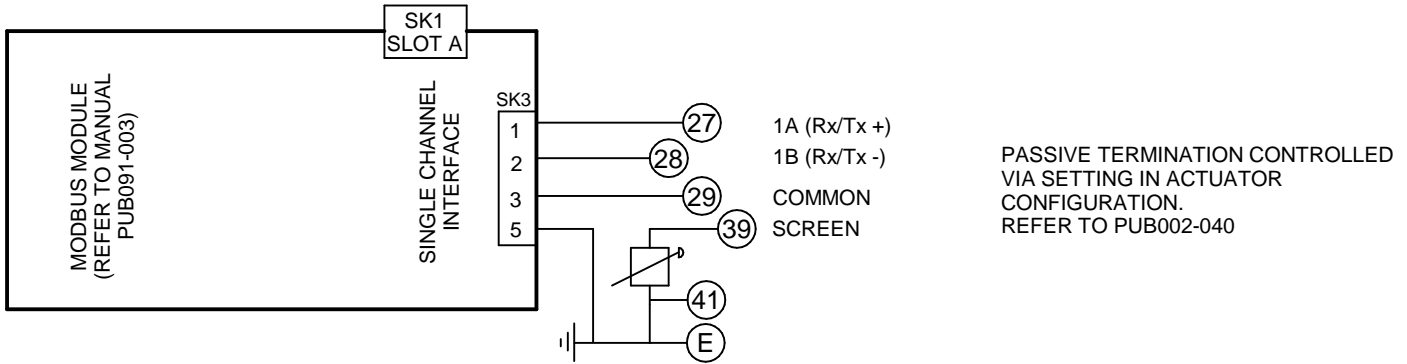 SK1
SLOT A
MODBUS MODULE
(REFER TO MANUAL
PUB091-003)
SINGLE CHANNEL
INTERFACE
SK3
1
27
1A (Rx/Tx +)
2
28
1B (Rx/Tx -)
3
29
COMMON
5
39
SCREEN
41
E
PASSIVE TERMINATION CONTROLLED
VIA SETTING IN ACTUATOR
CONFIGURATION.
REFER TO PUB002-040